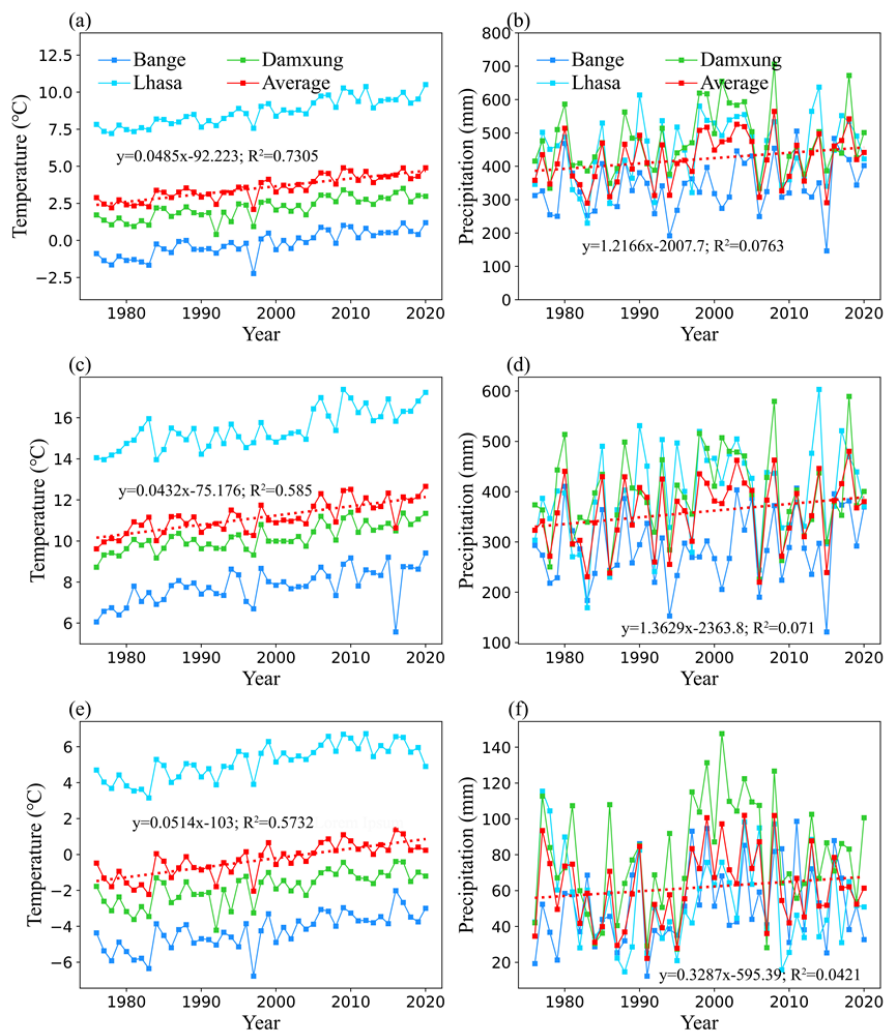 (a)
(b)
Bange
Damxung
Lhasa
Average
y=0.0485x-92.223; R²=0.7305
Temperature (℃)
12.5
10.0
7.5
5.0
2.5
0.0
−2.5
1980
1990
2000
2010
2020
Year
Bange
Damxung
Lhasa
Average
y=1.2166x-2007.7; R²=0.0763
Precipitation (mm)
800
700
600
500
400
300
200
100
0
1980
1990
2000
2010
2020
Year
(c)
(d)
y=0.0432x-75.176; R²=0.585
Temperature (℃)
16
14
12
10
8
6
1980
1990
2000
2010
2020
Year
y=1.3629x-2363.8; R²=0.071
Precipitation (mm)
600
500
400
300
200
100
1980
1990
2000
2010
2020
Year
(e)
(f)
y=0.0514x-103; R²=0.5732
Temperature (℃)
6
4
2
0
−2
−4
−6
1980
1990
2000
2010
2020
Year
y=0.3287x-595.39; R²=0.0421
Precipitation (mm)
140
120
100
80
60
40
20
1980
1990
2000
2010
2020
Year